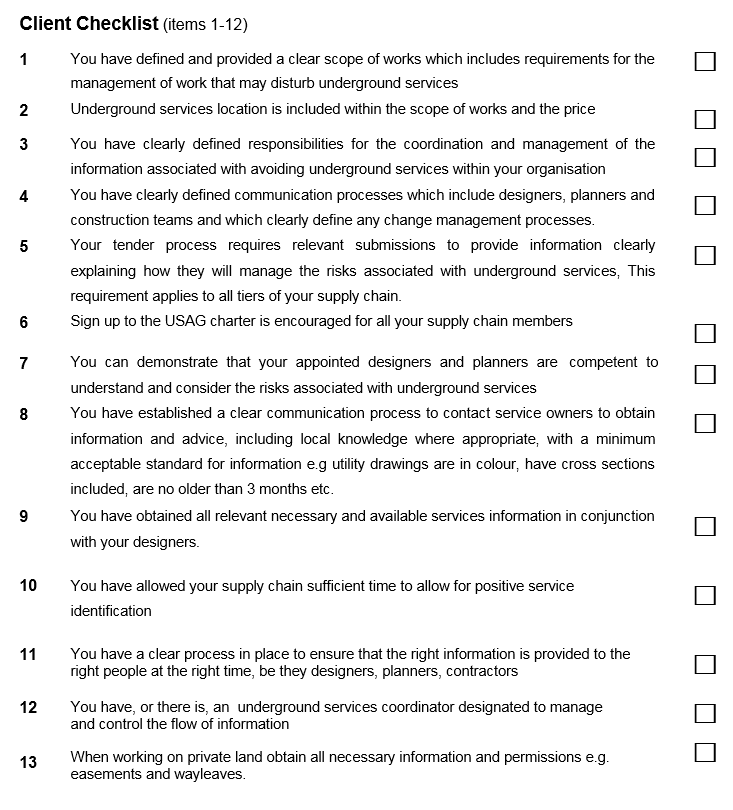 Client Checklist (items 1-12)
1 You have defined and provided a clear scope of works which includes requirements for the
management of work that may disturb underground services
2 Underground services location is included within the scope of works and the price
3 You have clearly defined responsibilities for the coordination and management of the
information associated with avoiding underground services within your organisation
4 You have clearly defined communication processes which include designers, planners and
construction teams and which clearly define any change management processes.
5 Your tender process requires relevant submissions to provide information clearly
explaining how they will manage the risks associated with underground services, This
requirement applies to all tiers of your supply chain.
6 Sign up to the USAG charter is encouraged for all your supply chain members
7 You can demonstrate that your appointed designers and planners are competent to
understand and consider the risks associated with underground services
8 You have established a clear communication process to contact service owners to obtain
information and advice, including local knowledge where appropriate, with a minimum
acceptable standard for information e.g utility drawings are in colour, have cross sections
included, are no older than 3 months etc.
9 You have obtained all relevant necessary and available services information in conjunction
with your designers.
10 You have allowed your supply chain sufficient time to allow for positive service
identification
11 You have a clear process in place to ensure that the right information is provided to the
right people at the right time, be they designers, planners, contractors
12 You have, or there is, an underground services coordinator designated to manage
and control the flow of information
13 When working on private land obtain all necessary information and permissions e.g.
easements and wayleaves.